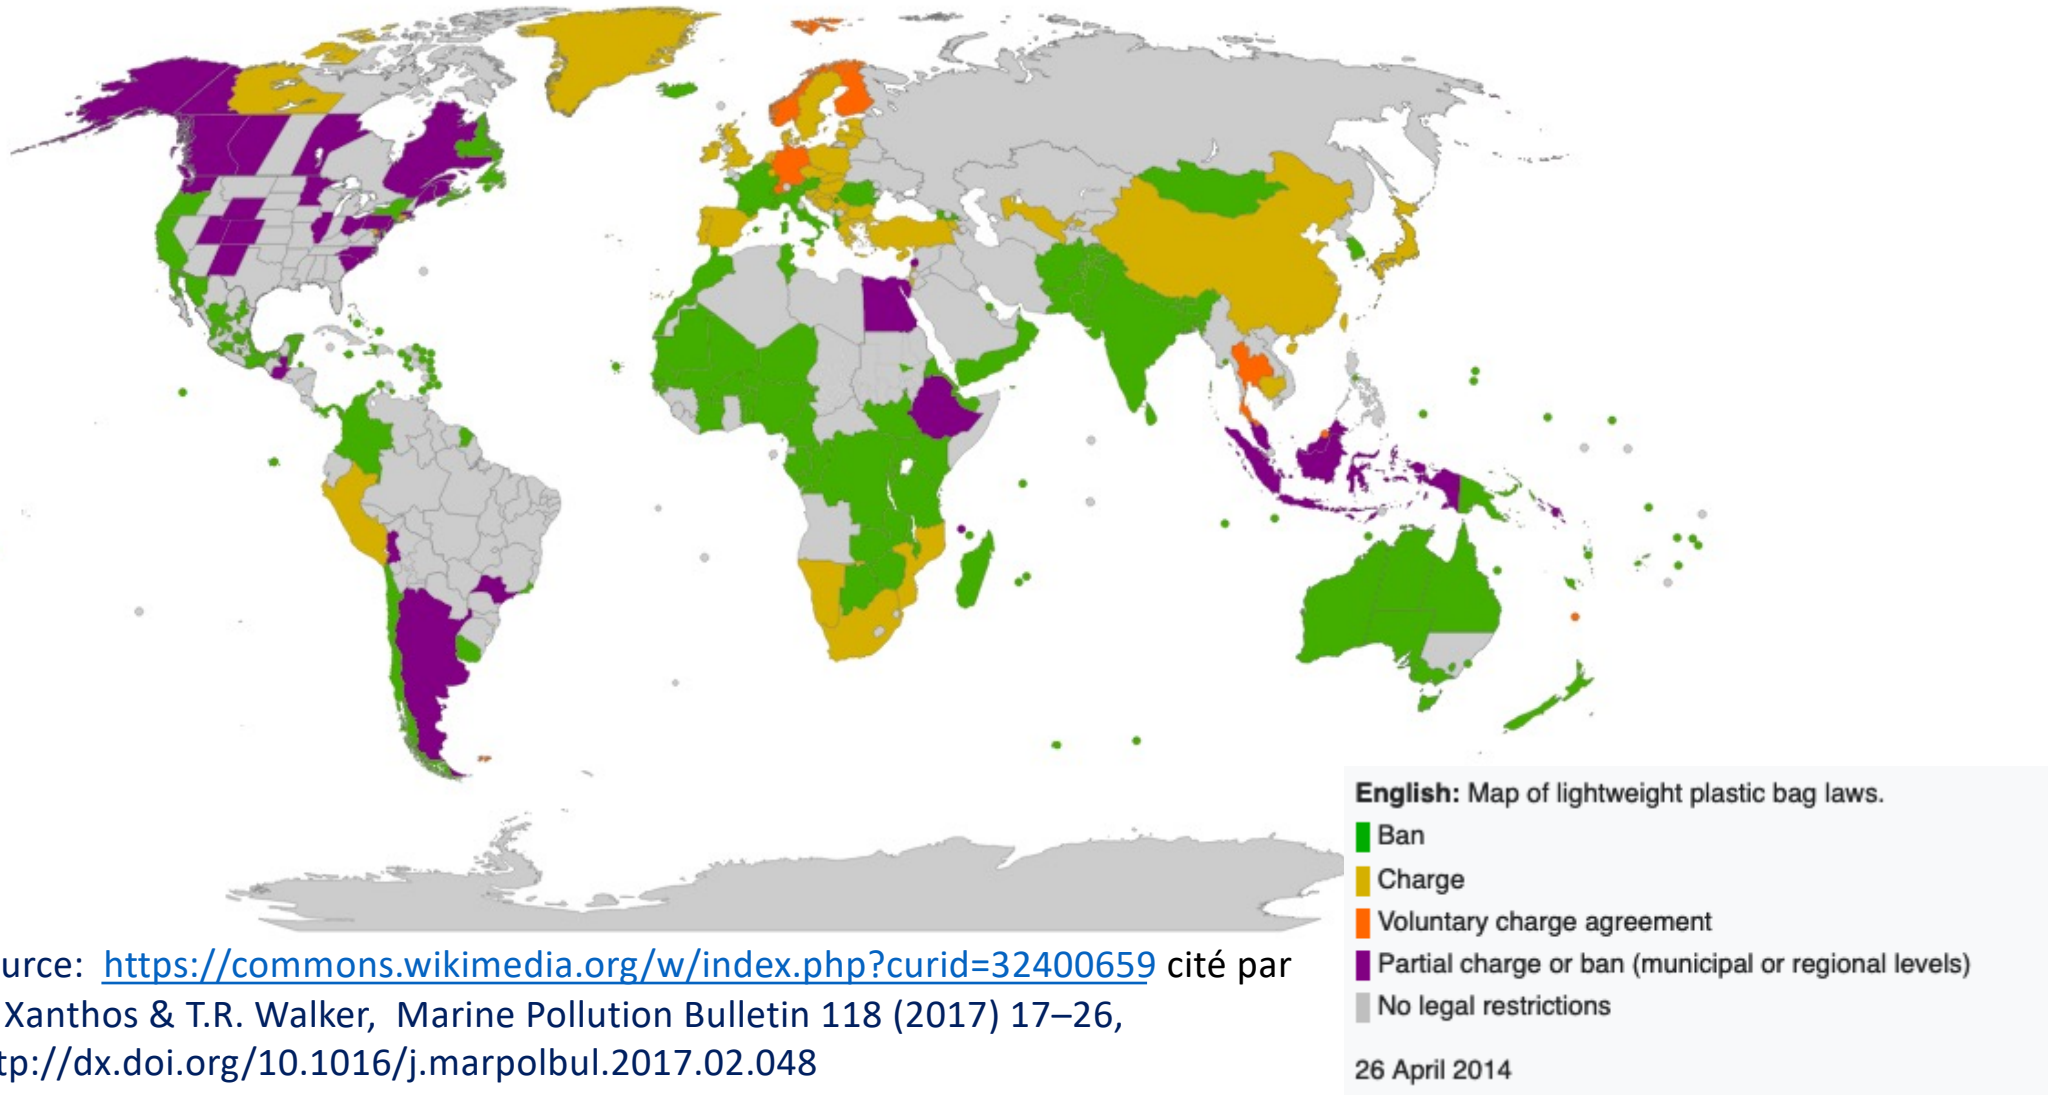 English: Map of lightweight plastic bag laws.
Ban
Charge
Voluntary charge agreement
Partial charge or ban (municipal or regional levels)
No legal restrictions
26 April 2014
urce: https://commons.wikimedia.org/w/index.php?curid=32400659 cité par
Xanthos & T.R. Walker, Marine Pollution Bulletin 118 (2017) 17–26,
tp://dx.doi.org/10.1016/j.marpolbul.2017.02.048